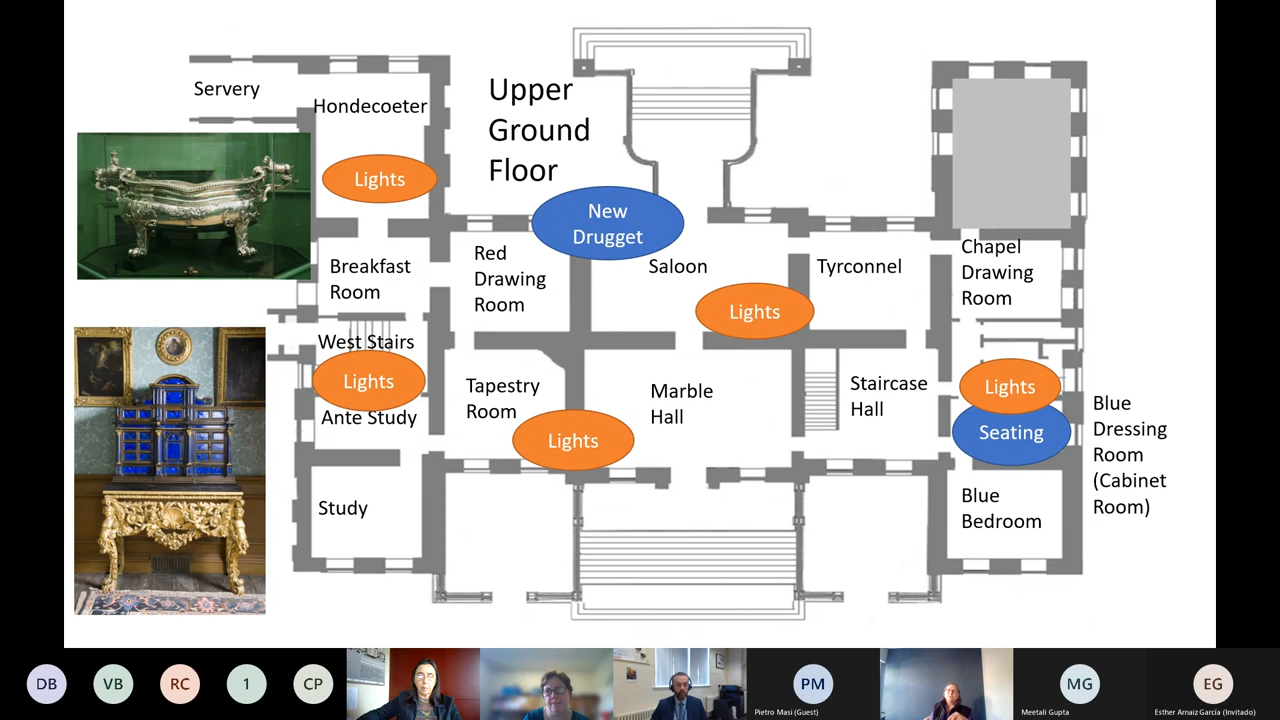 Servery
Hondecoeter
Upper
Ground
Floor
Lights
New
Drugget
Breakfast
Room
Red
Drawing
Room
Saloon
Tyrconnel
Chapel
Drawing
Room
Lights
West Stairs
Lights
Ante Study
Tapestry
Room
Lights
Marble
Hall
Staircase
Hall
Lights
Seating
Blue
Dressing
Room
(Cabinet
Room)
Study
Blue
Bedroom
DB
VB
RC
1
CP
PM
Pietro Masi (Guest)
MG
Meetali Gupta
EG
Esther Arnaiz García (Invitado)